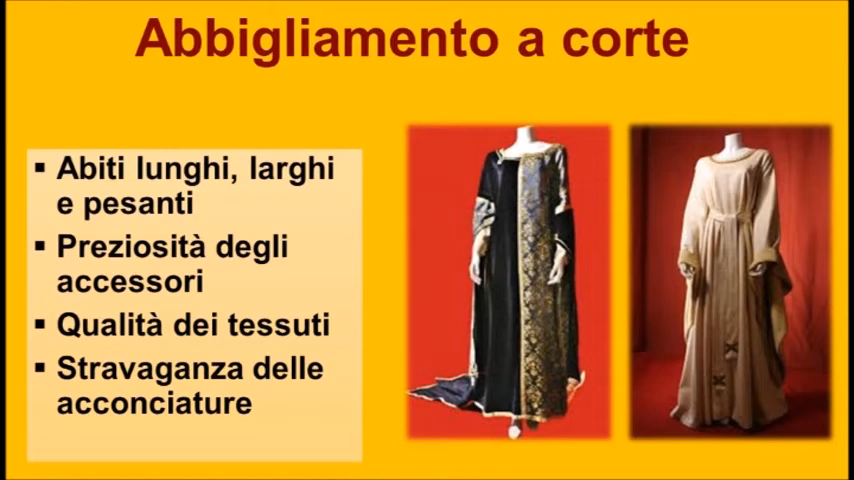 Abbigliamento a corte
▪ Abiti lunghi, larghi
e pesanti
▪ Preziosità degli
accessori
▪ Qualità dei tessuti
▪ Stravaganza delle
acconciature